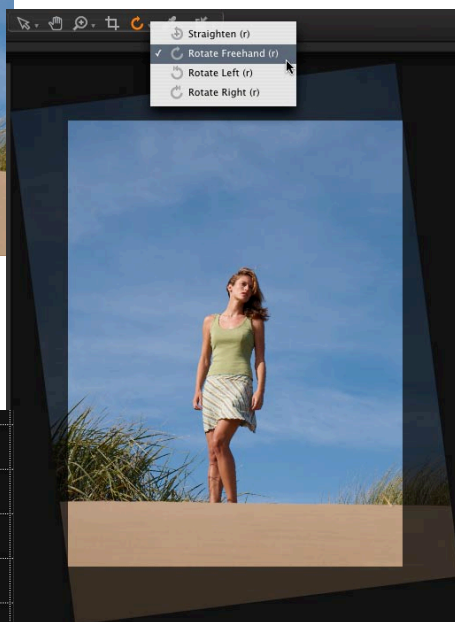 Straighten (r)
✓ Rotate Freehand (r)
Rotate Left (r)
Rotate Right (r)